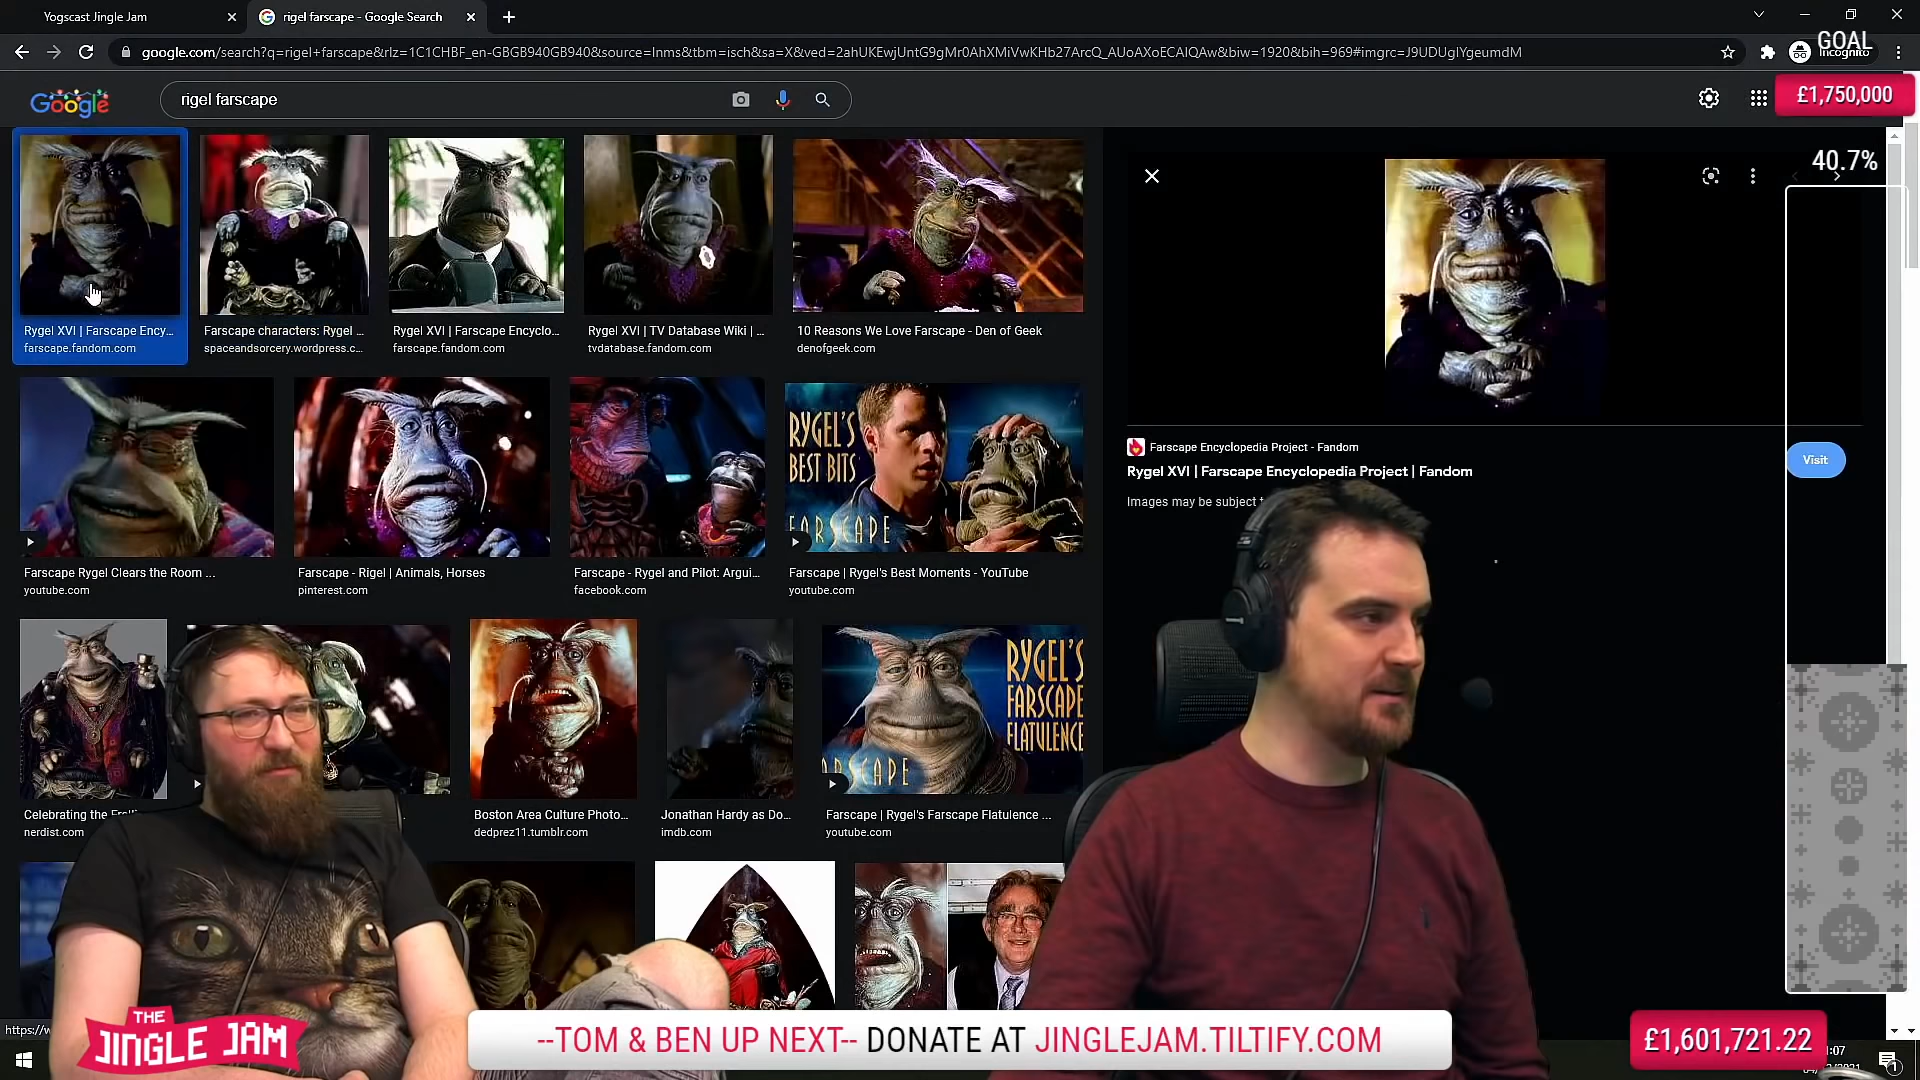 Yogscast Jingle Jam
rigel farscape - Google Search
google.com/search?q=rigel+farscape&rlz=1C1CHBF_en-GBGB940GB940&source=lnms&tbm=isch&sa=X&ved=2ahUKEwjUntG9gMr0AhXMiVwKHb27ArcQ_AUoAXoECAIQAw&biw=1920&bih=969#imgrc=J9UDUglYgeumdM
GOAL
Incognito
Google
rigel farscape
£1,750,000
40.7%
Rygel XVI | Farscape Ency...
farscape.fandom.com
Farscape characters: Rygel ...
spaceandsorcery.wordpress.c...
Rygel XVI | Farscape Encyclo...
farscape.fandom.com
Rygel XVI | TV Database Wiki | ...
tvdatabase.fandom.com
10 Reasons We Love Farscape - Den of Geek
denofgeek.com
RYGEL'S
BEST BITS
FARSCAPE
Farscape Encyclopedia Project - Fandom
Rygel XVI | Farscape Encyclopedia Project | Fandom
Visit
Images may be subject
Farscape Rygel Clears the Room ...
youtube.com
Farscape - Rigel | Animals, Horses
pinterest.com
Farscape - Rygel and Pilot: Argui...
facebook.com
Farscape | Rygel's Best Moments - YouTube
youtube.com
RYGEL'S
FARSCAPE
FLATULENCE
Celebrating the
nerdist.com
Boston Area Culture Photo...
dedprez11.tumblr.com
Jonathan Hardy as Do...
imdb.com
Farscape | Rygel's Farscape Flatulence ...
youtube.com
https://w
THE
JINGLE JAM
--TOM & BEN UP NEXT-- DONATE AT JINGLEJAM.TILTIFY.COM
£1,601,721.22
:07
1